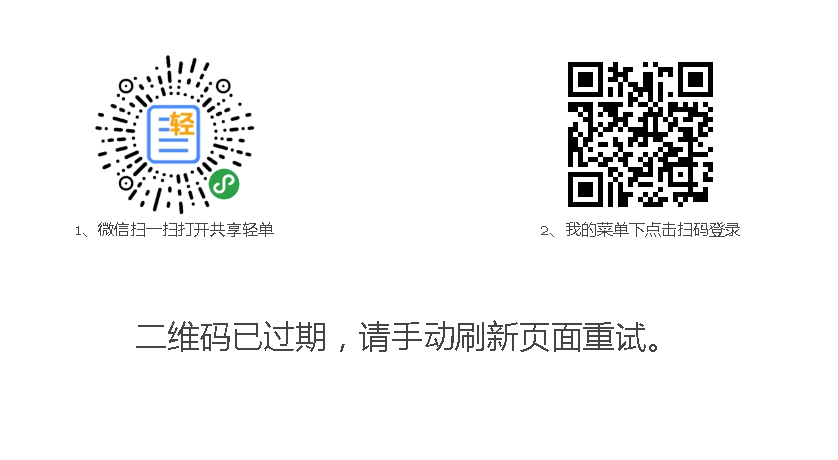 轻
1、微信扫一扫打开共享轻单
2、我的菜单下点击扫码登录
二维码已过期，请手动刷新页面重试。